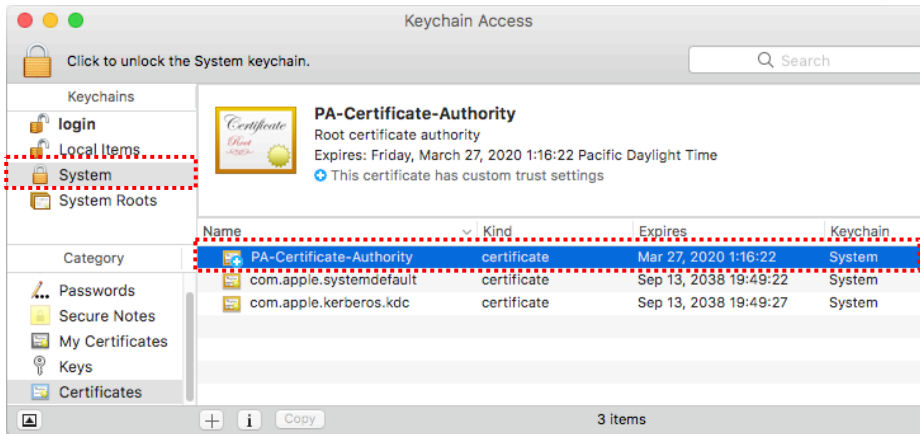 Keychain Access
Click to unlock the System keychain.
Search
Keychains
login
Local Items
System
System Roots
Certificate
Root
PA-Certificate-Authority
Root certificate authority
Expires: Friday, March 27, 2020 1:16:22 Pacific Daylight Time
This certificate has custom trust settings
Name Kind Expires Keychain
PA-Certificate-Authority certificate Mar 27, 2020 1:16:22 System
com.apple.systemdefault certificate Sep 13, 2038 19:49:22 System
com.apple.kerberos.kdc certificate Sep 13, 2038 19:49:27 System
Category
Passwords
Secure Notes
My Certificates
Keys
Certificates
Copy
3 items